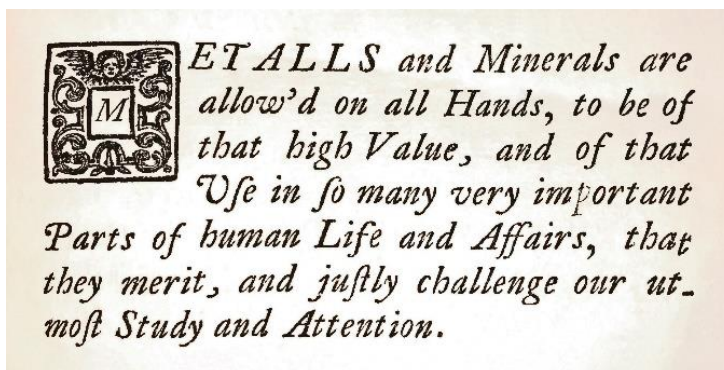 METALLS and Minerals are
allow'd on all Hands, to be of
that high Value, and of that
Uſe in ſo many very important
Parts of human Life and Affairs, that
they merit, and juſtly challenge our ut-
moſt Study and Attention.